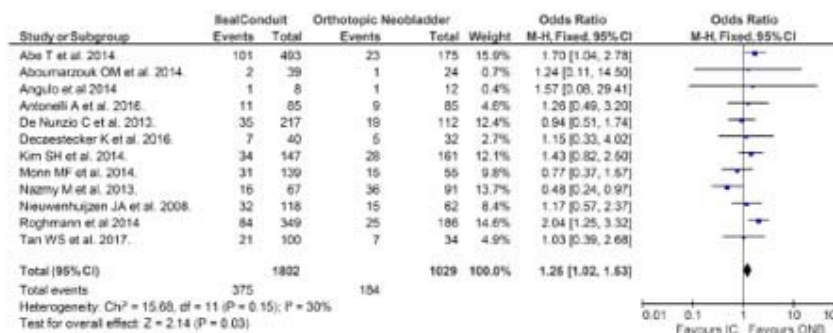 IlealConduit Orthotopic Neobladder Odds Ratio Odds Ratio
Study or Subgroup Events Total Events Total Weight M-H, Fixed, 95% CI M-H, Fixed, 95% CI
Abe T et al. 2014. 101 493 23 175 15.9% 1.70 [1.04, 2.78]
Aboumarzouk OM et al. 2014. 2 39 1 24 0.7% 1.24 [0.11, 14.50]
Angulo et al 2014 1 8 1 12 0.4% 1.57 [0.08, 29.41]
Antonelli A et al. 2016. 11 85 9 85 4.9% 1.26 [0.49, 3.20]
De Nunzio C et al. 2013. 35 217 19 112 12.4% 0.94 [0.51, 1.74]
Decaestecker K et al. 2016. 7 40 5 32 2.9% 1.15 [0.33, 4.02]
Kim SH et al. 2014. 34 147 28 161 12.1% 1.43 [0.82, 2.50]
Monn MF et al. 2014. 31 139 15 55 9.8% 0.77 [0.37, 1.57]
Nazmy M et al. 2013. 16 67 36 91 13.7% 0.48 [0.24, 0.97]
Nieuwenhuijzen JA et al. 2008. 32 118 15 62 9.0% 1.17 [0.57, 2.37]
Roghmann et al 2014 84 349 25 186 14.3% 2.04 [1.25, 3.32]
Tan WS et al. 2017. 21 100 7 34 4.9% 1.03 [0.39, 2.68]
Total (95% CI) 1802 1029 100.0% 1.25 [1.02, 1.53]
Total events 375 184
Heterogeneity: Chi² = 15.68, df = 11 (P = 0.15); I² = 30%
Test for overall effect: Z = 2.14 (P = 0.03)
0.01 0.1 1 10 100
Favours IC Favours ONB